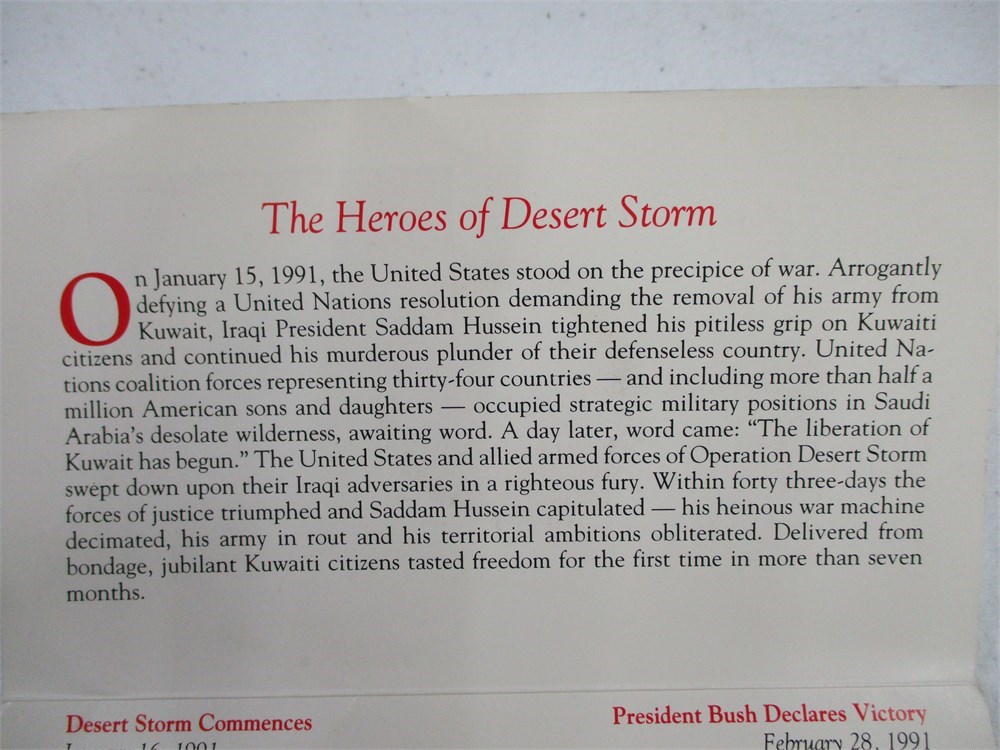 The Heroes of Desert Storm
On January 15, 1991, the United States stood on the precipice of war. Arrogantly
defying a United Nations resolution demanding the removal of his army from
Kuwait, Iraqi President Saddam Hussein tightened his pitiless grip on Kuwaiti
citizens and continued his murderous plunder of their defenseless country. United Na-
tions coalition forces representing thirty-four countries — and including more than half a
million American sons and daughters — occupied strategic military positions in Saudi
Arabia's desolate wilderness, awaiting word. A day later, word came: “The liberation of
Kuwait has begun.” The United States and allied armed forces of Operation Desert Storm
swept down upon their Iraqi adversaries in a righteous fury. Within forty three-days the
forces of justice triumphed and Saddam Hussein capitulated — his heinous war machine
decimated, his army in rout and his territorial ambitions obliterated. Delivered from
bondage, jubilant Kuwaiti citizens tasted freedom for the first time in more than seven
months.
Desert Storm Commences
January 16, 1991
President Bush Declares Victory
February 28, 1991